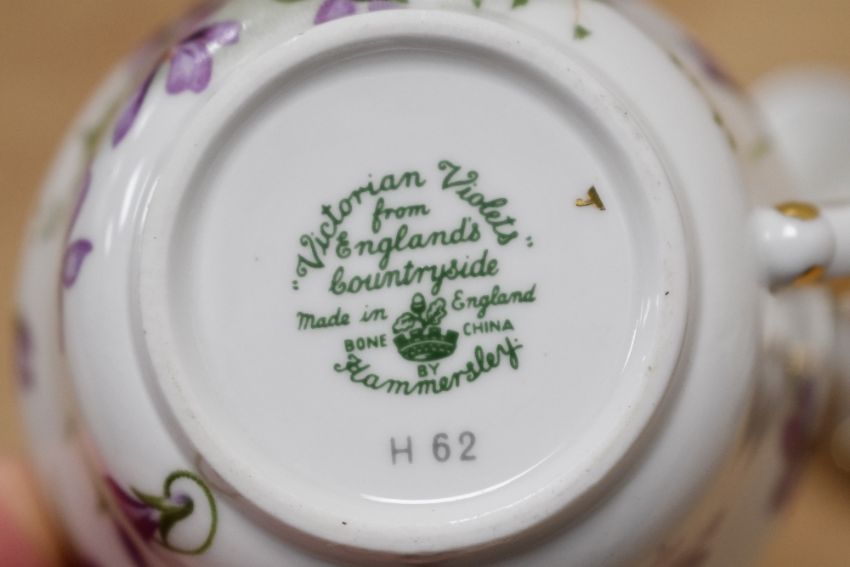 "Victorian Violets"
from
England's
Countryside
Made in England
BONE CHINA
BY
Hammersley
H 62